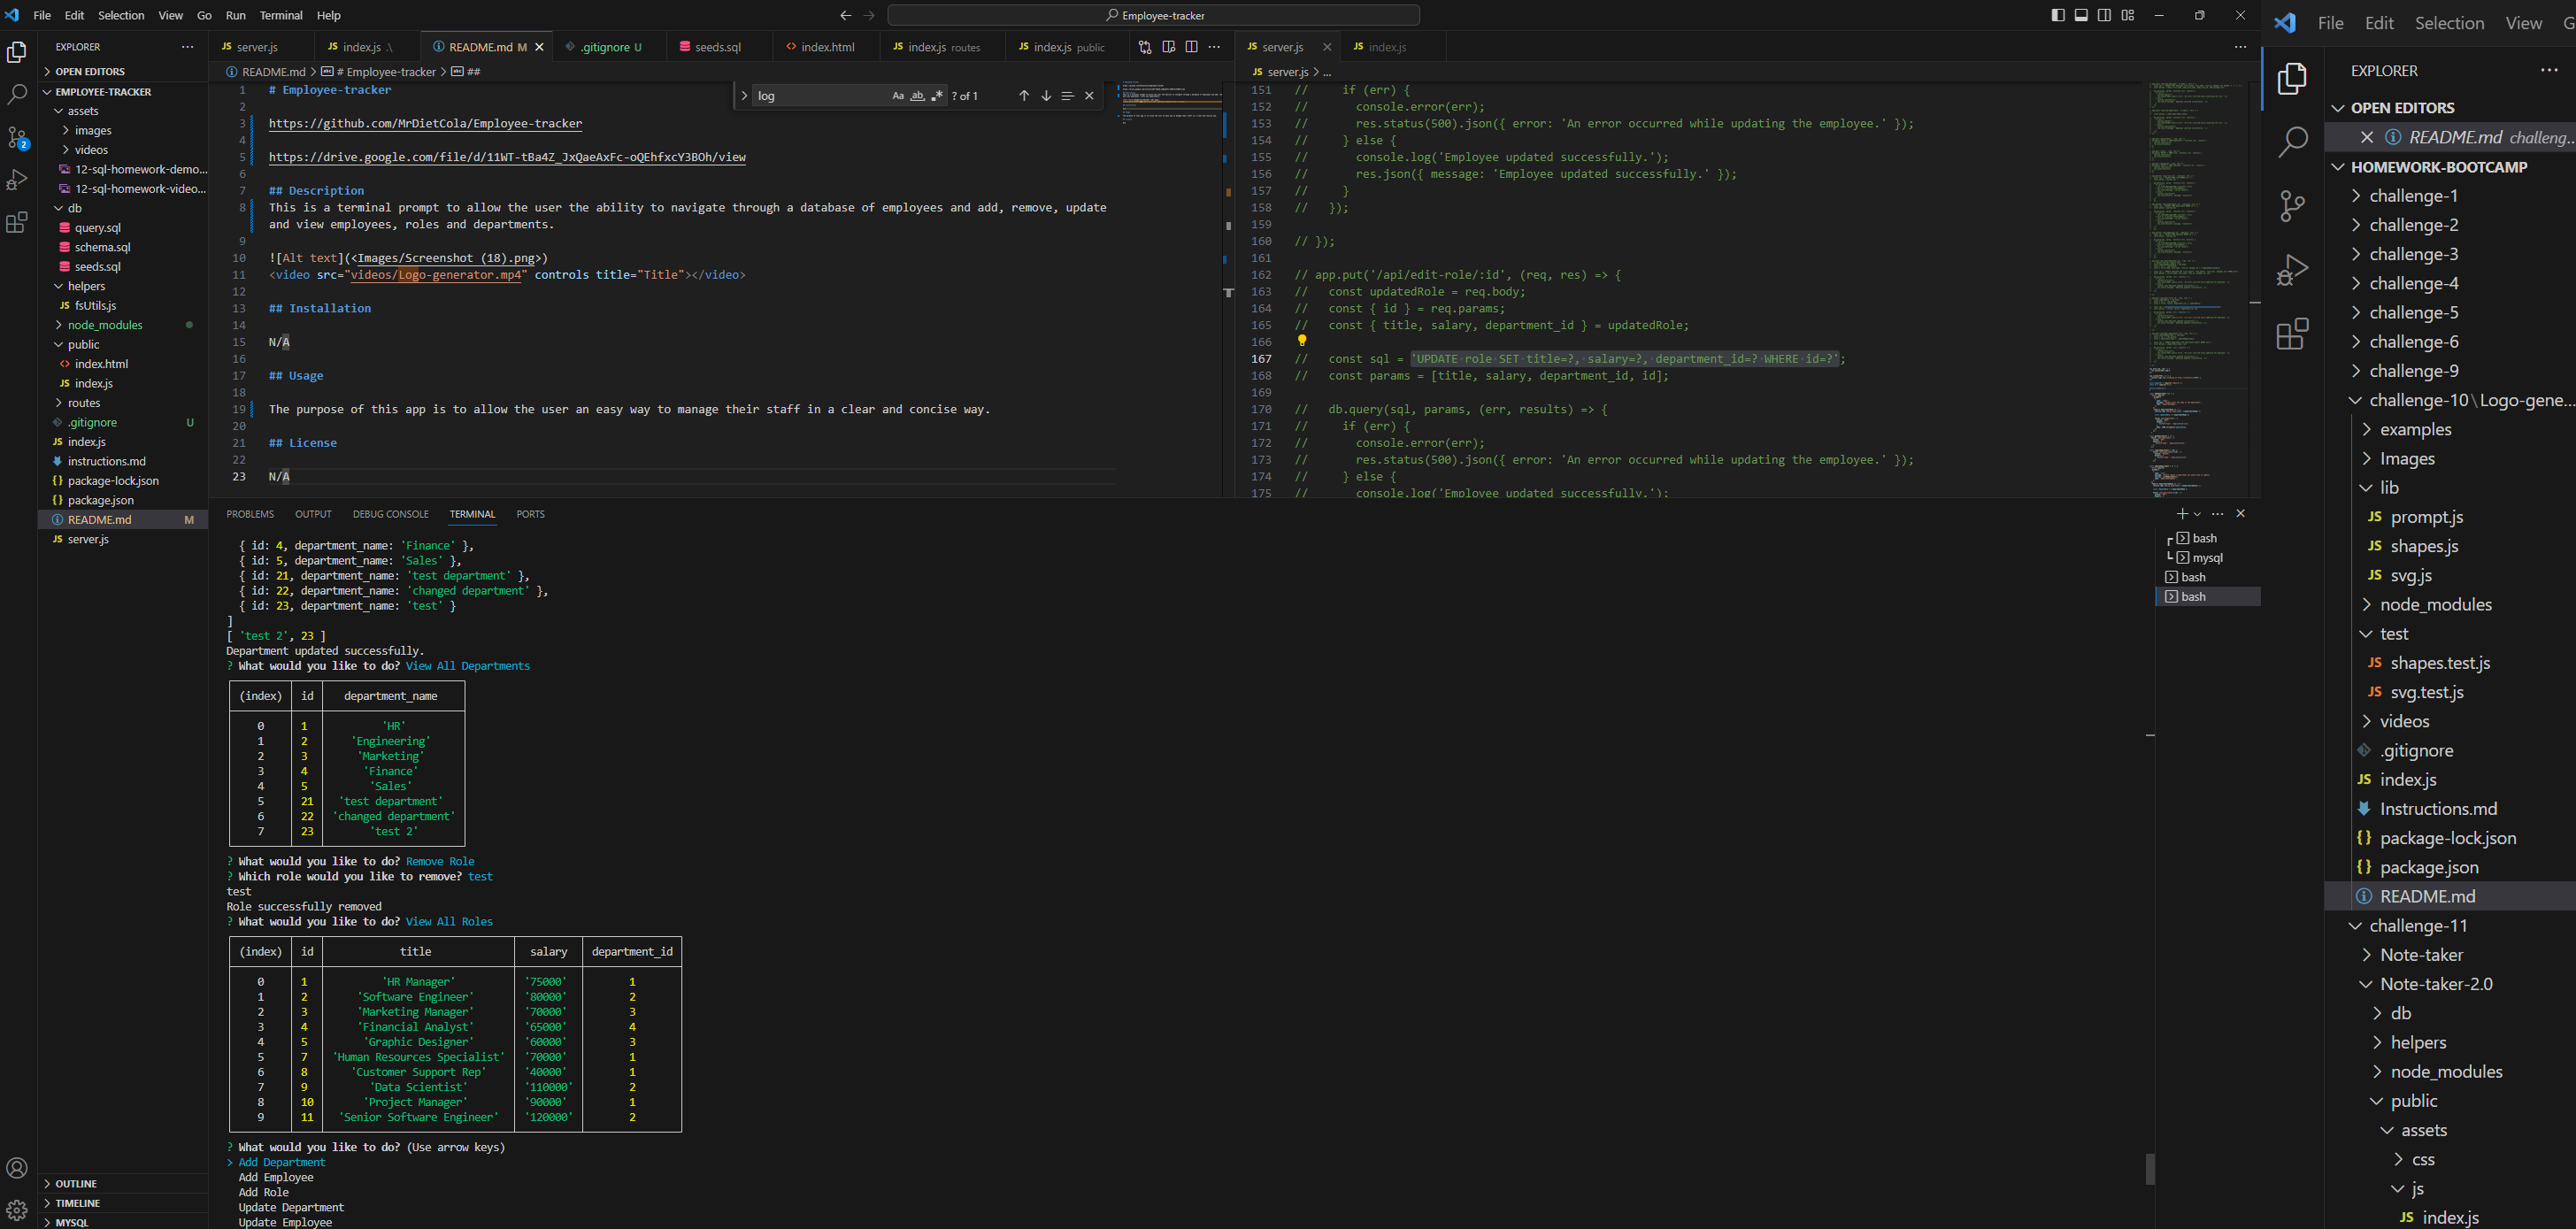 File Edit Selection View Go Run Terminal Help
Employee-tracker
EXPLORER
OPEN EDITORS
EMPLOYEE-TRACKER
assets
images
videos
12-sql-homework-demo...
12-sql-homework-video...
db
query.sql
schema.sql
seeds.sql
helpers
fsUtils.js
node_modules
public
index.html
index.js
routes
.gitignore U
index.js
instructions.md
package-lock.json
package.json
README.md M
server.js
OUTLINE
TIMELINE
MYSQL
2
server.js
index.js .\
README.md M
.gitignore U
seeds.sql
index.html
index.js routes
index.js public
README.md > # Employee-tracker > ##
log
Aa ab
? of 1
1 # Employee-tracker
2
3 https://github.com/MrDietCola/Employee-tracker
4
5 https://drive.google.com/file/d/11WT-tBa4Z_JxQaeAxFc-oQEhfxcY3BOh/view
6
7 ## Description
8 This is a terminal prompt to allow the user the ability to navigate through a database of employees and add, remove, update
and view employees, roles and departments.
9
10 ![Alt text](<Images/Screenshot (18).png>)
11 <video src="videos/Logo-generator.mp4" controls title="Title"></video>
12
13 ## Installation
14
15 N/A
16
17 ## Usage
18
19 The purpose of this app is to allow the user an easy way to manage their staff in a clear and concise way.
20
21 ## License
22
23 N/A
server.js
index.js
server.js > ...
151 //     if (err) {
152 //       console.error(err);
153 //       res.status(500).json({ error: 'An error occurred while updating the employee.' });
154 //     } else {
155 //       console.log('Employee updated successfully.');
156 //       res.json({ message: 'Employee updated successfully.' });
157 //     }
158 //   });
159
160 // });
161
162 // app.put('/api/edit-role/:id', (req, res) => {
163 //   const updatedRole = req.body;
164 //   const { id } = req.params;
165 //   const { title, salary, department_id } = updatedRole;
166
167 //   const sql = 'UPDATE role SET title=?, salary=?, department_id=? WHERE id=?';
168 //   const params = [title, salary, department_id, id];
169
170 //   db.query(sql, params, (err, results) => {
171 //     if (err) {
172 //       console.error(err);
173 //       res.status(500).json({ error: 'An error occurred while updating the employee.' });
174 //     } else {
175 //       console.log('Employee updated successfully.');
PROBLEMS OUTPUT DEBUG CONSOLE TERMINAL PORTS
{ id: 4, department_name: 'Finance' },
{ id: 5, department_name: 'Sales' },
{ id: 21, department_name: 'test department' },
{ id: 22, department_name: 'changed department' },
{ id: 23, department_name: 'test' }
]
[ 'test 2', 23 ]
Department updated successfully.
? What would you like to do? View All Departments
(index) id department_name
0 1 'HR'
1 2 'Engineering'
2 3 'Marketing'
3 4 'Finance'
4 5 'Sales'
5 21 'test department'
6 22 'changed department'
7 23 'test 2'
? What would you like to do? Remove Role
? Which role would you like to remove? test
test
Role successfully removed
? What would you like to do? View All Roles
(index) id title salary department_id
0 1 'HR Manager' '75000' 1
1 2 'Software Engineer' '80000' 2
2 3 'Marketing Manager' '70000' 3
3 4 'Financial Analyst' '65000' 4
4 5 'Graphic Designer' '60000' 3
5 7 'Human Resources Specialist' '70000' 1
6 8 'Customer Support Rep' '40000' 1
7 9 'Data Scientist' '110000' 2
8 10 'Project Manager' '90000' 1
9 11 'Senior Software Engineer' '120000' 2
? What would you like to do? (Use arrow keys)
> Add Department
Add Employee
Add Role
Update Department
Update Employee
bash
mysql
bash
bash
File Edit Selection View G
EXPLORER
OPEN EDITORS
README.md challeng...
HOMEWORK-BOOTCAMP
challenge-1
challenge-2
challenge-3
challenge-4
challenge-5
challenge-6
challenge-9
challenge-10\Logo-gene...
examples
Images
lib
prompt.js
shapes.js
svg.js
node_modules
test
shapes.test.js
svg.test.js
videos
.gitignore
index.js
Instructions.md
package-lock.json
package.json
README.md
challenge-11
Note-taker
Note-taker-2.0
db
helpers
node_modules
public
assets
css
js
index.js